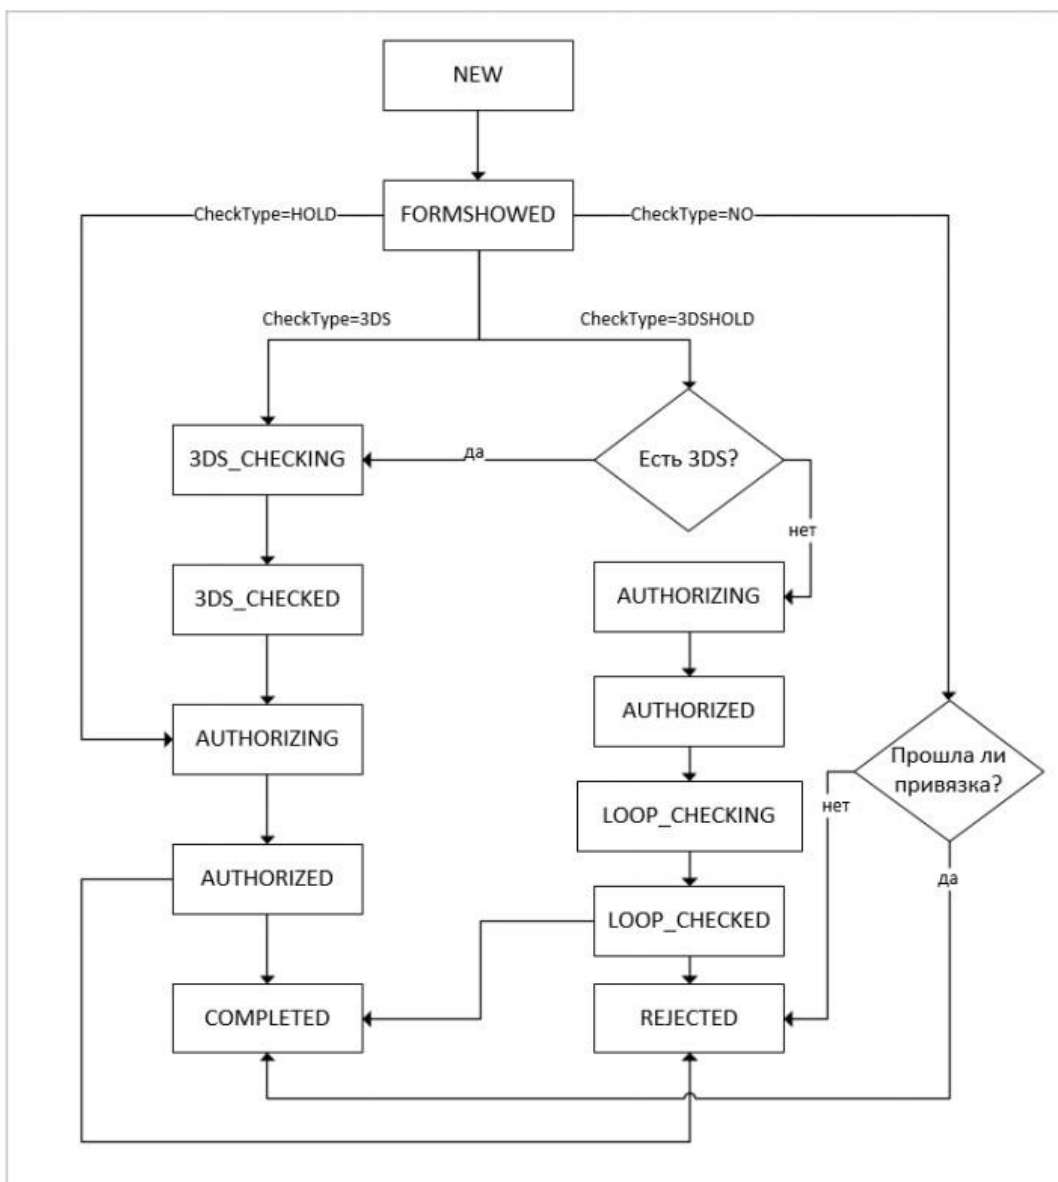 NEW
CheckType=HOLD
FORMSHOWED
CheckType=NO
CheckType=3DS
CheckType=3DSHOLD
3DS_CHECKING
да
Есть 3DS?
нет
3DS_CHECKED
AUTHORIZING
AUTHORIZED
AUTHORIZING
Прошла ли
привязка?
нет
LOOP_CHECKING
AUTHORIZED
да
LOOP_CHECKED
COMPLETED
REJECTED